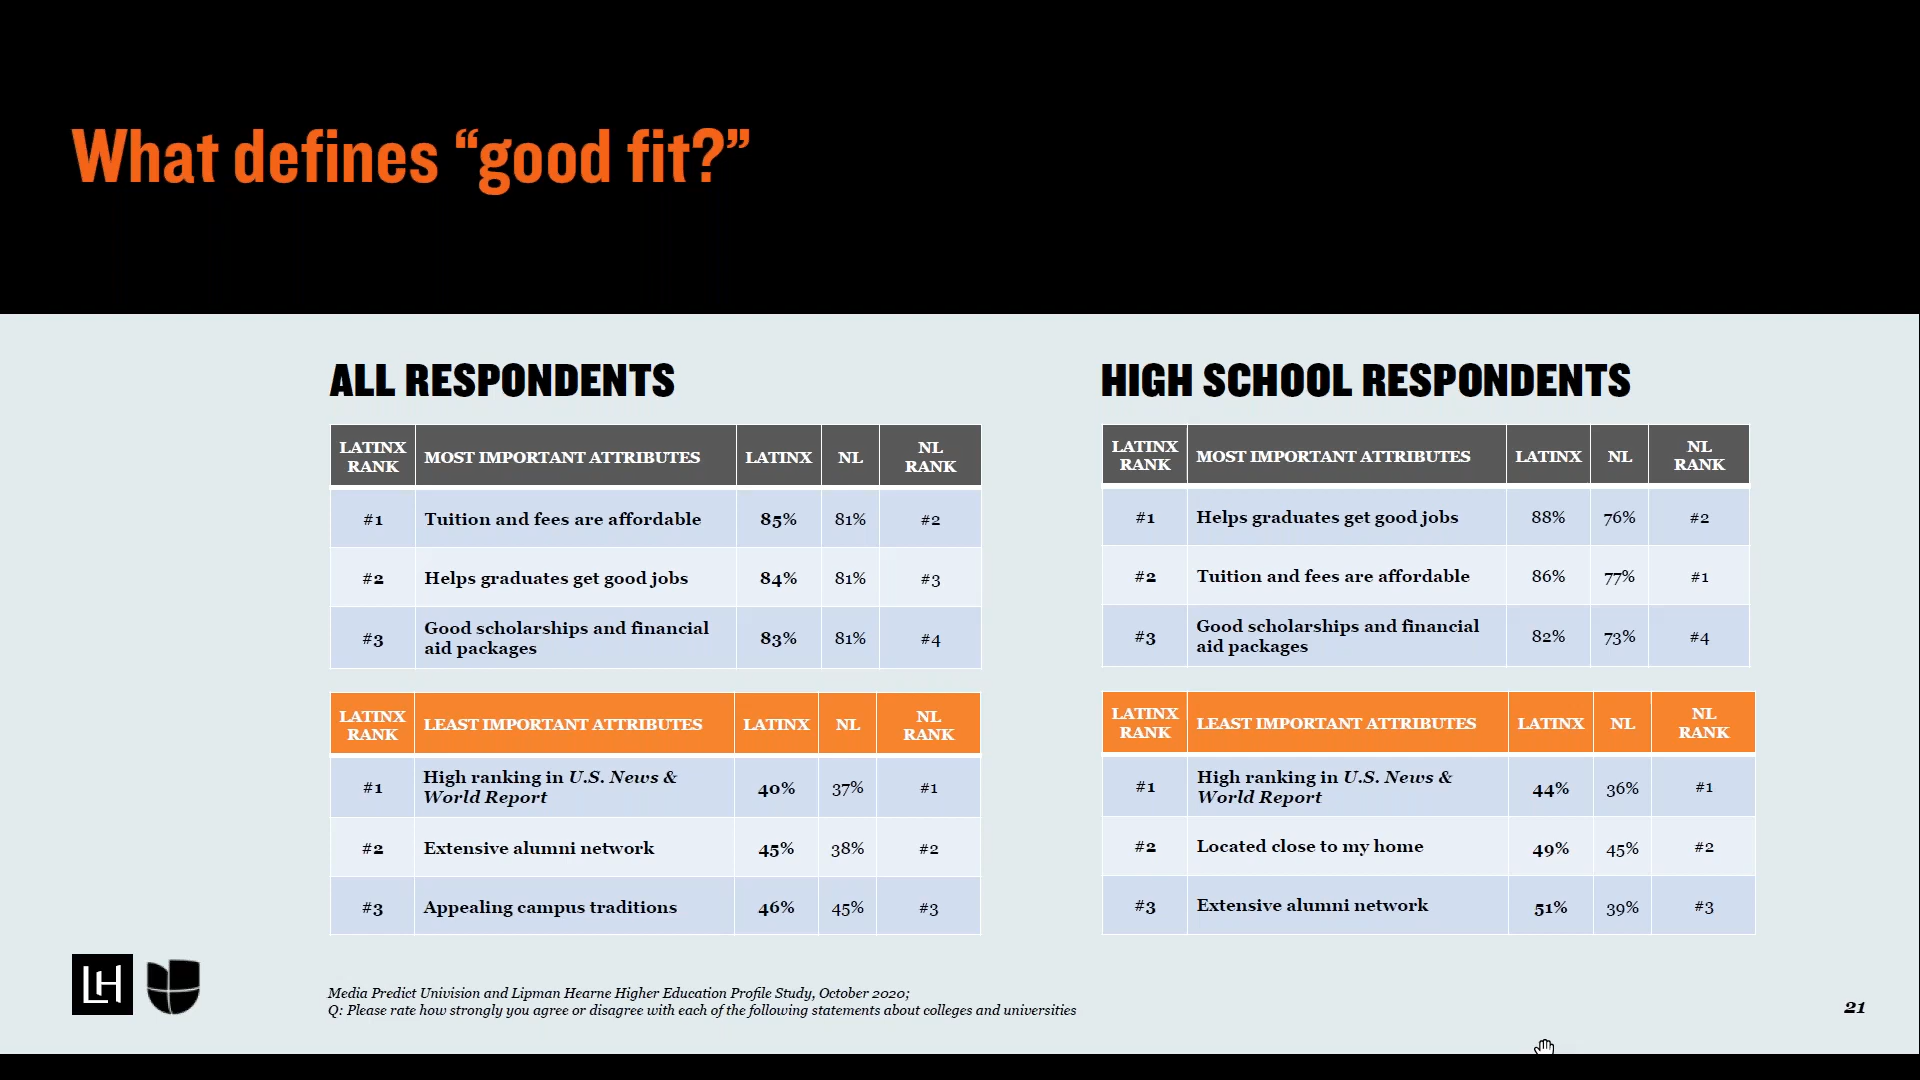 What defines “good fit?”
ALL RESPONDENTS
LATINX RANK MOST IMPORTANT ATTRIBUTES LATINX NL NL RANK
#1 Tuition and fees are affordable 85% 81% #2
#2 Helps graduates get good jobs 84% 81% #3
#3 Good scholarships and financial aid packages 83% 81% #4
LATINX RANK LEAST IMPORTANT ATTRIBUTES LATINX NL NL RANK
#1 High ranking in U.S. News & World Report 40% 37% #1
#2 Extensive alumni network 45% 38% #2
#3 Appealing campus traditions 46% 45% #3
HIGH SCHOOL RESPONDENTS
LATINX RANK MOST IMPORTANT ATTRIBUTES LATINX NL NL RANK
#1 Helps graduates get good jobs 88% 76% #2
#2 Tuition and fees are affordable 86% 77% #1
#3 Good scholarships and financial aid packages 82% 73% #4
LATINX RANK LEAST IMPORTANT ATTRIBUTES LATINX NL NL RANK
#1 High ranking in U.S. News & World Report 44% 36% #1
#2 Located close to my home 49% 45% #2
#3 Extensive alumni network 51% 39% #3
LH
Media Predict Univision and Lipman Hearne Higher Education Profile Study, October 2020;
Q: Please rate how strongly you agree or disagree with each of the following statements about colleges and universities
21